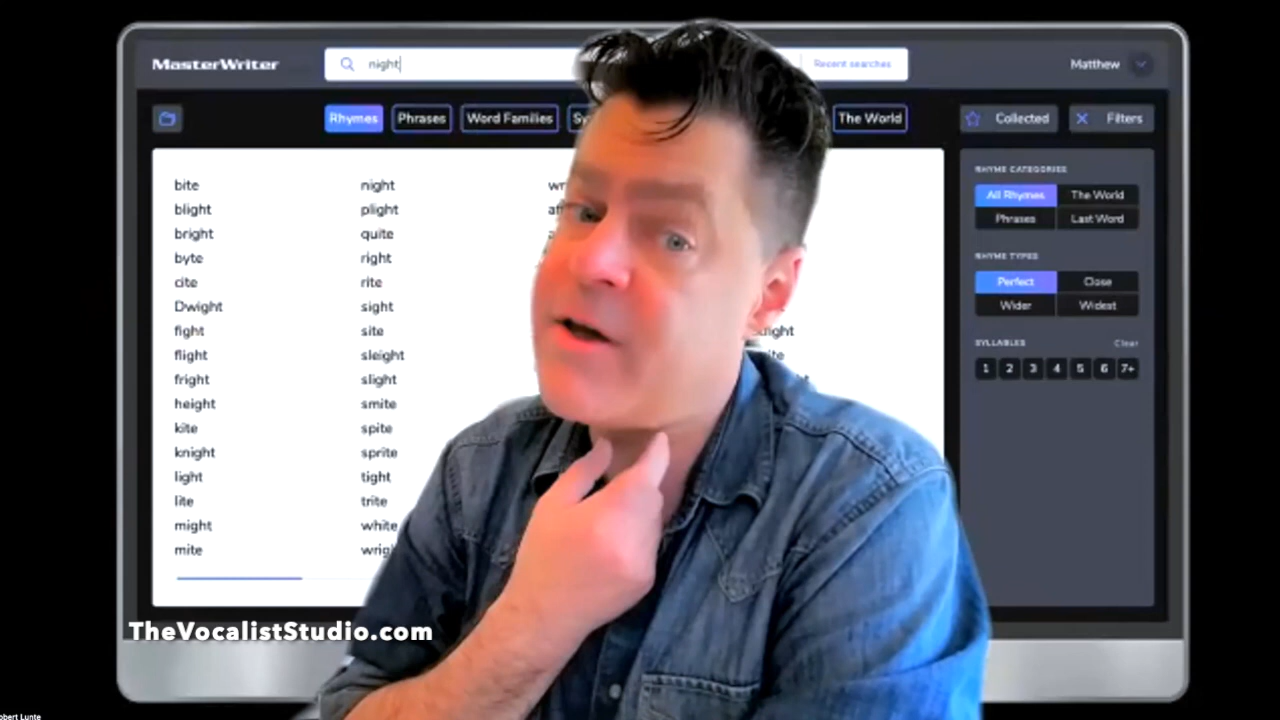 MasterWriter
night
Recent searches
Matthew
Rhymes
Phrases
Word Families
The World
Collected
Filters
bite
blight
bright
byte
cite
Dwight
fight
flight
fright
height
kite
knight
light
lite
might
mite
night
plight
quite
right
rite
sight
site
sleight
slight
smite
spite
sprite
tight
trite
white
RHYME CATEGORIES
All Rhymes
The World
Phrases
Last Word
RHYME TYPES
Perfect
Close
Wider
Widest
SYLLABLES
Clear
1 2 3 4 5 6 7+
TheVocalistStudio.com
Lunte